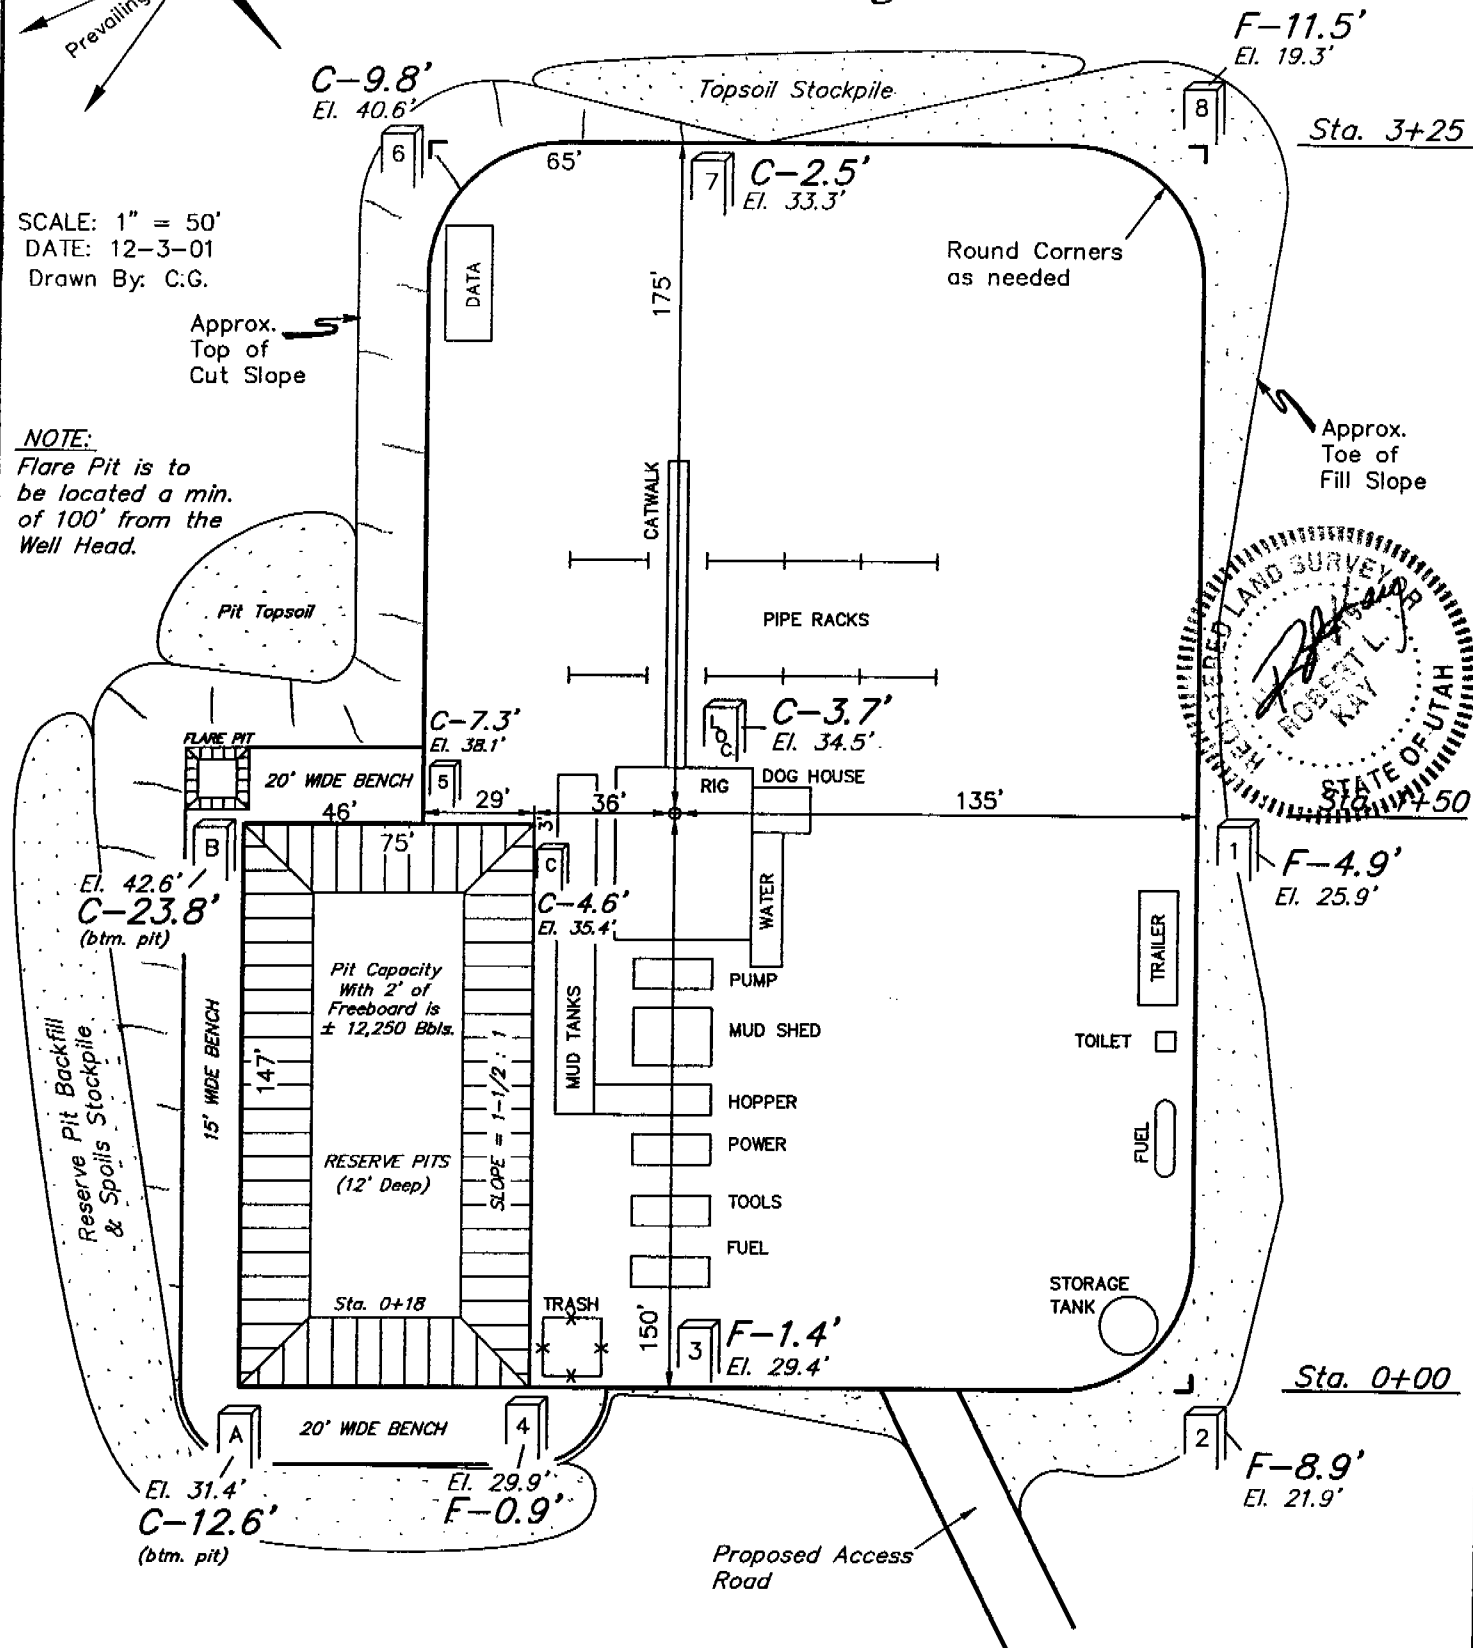 Prevailing
F-11.5'
El. 19.3'
C-9.8'
El. 40.6'
Topsoil Stockpile
8
Sta. 3+25
6
65'
7
C-2.5'
El. 33.3'
SCALE: 1" = 50'
DATE: 12-3-01
Drawn By: C.G.
Round Corners
as needed
DATA
175'
Approx.
Top of
Cut Slope
Approx.
Toe of
Fill Slope
NOTE:
Flare Pit is to
be located a min.
of 100' from the
Well Head.
CATWALK
Pit Topsoil
PIPE RACKS
REGISTERED LAND SURVEYOR
ROBERT L.
KAY
STATE OF UTAH
C-7.3'
El. 38.1'
LOC.
C-3.7'
El. 34.5'
FLARE PIT
20' WIDE BENCH
5
RIG
DOG HOUSE
46'
29'
36'
135'
Sta. 1+50
75'
3'
B
C
1
F-4.9'
El. 25.9'
El. 42.6'
C-23.8'
(btm. pit)
C-4.6'
El. 35.4'
WATER
TRAILER
Pit Capacity
With 2' of
Freeboard is
± 12,250 Bbls.
PUMP
MUD TANKS
MUD SHED
TOILET
15' WIDE BENCH
147'
SLOPE = 1-1/2 : 1
Reserve Pit Backfill
& Spoils Stockpile
HOPPER
POWER
FUEL
RESERVE PITS
(12' Deep)
TOOLS
FUEL
STORAGE
TANK
Sta. 0+18
TRASH
150'
3
F-1.4'
El. 29.4'
Sta. 0+00
A
20' WIDE BENCH
4
2
El. 31.4'
C-12.6'
(btm. pit)
El. 29.9'
F-0.9'
F-8.9'
El. 21.9'
Proposed Access
Road